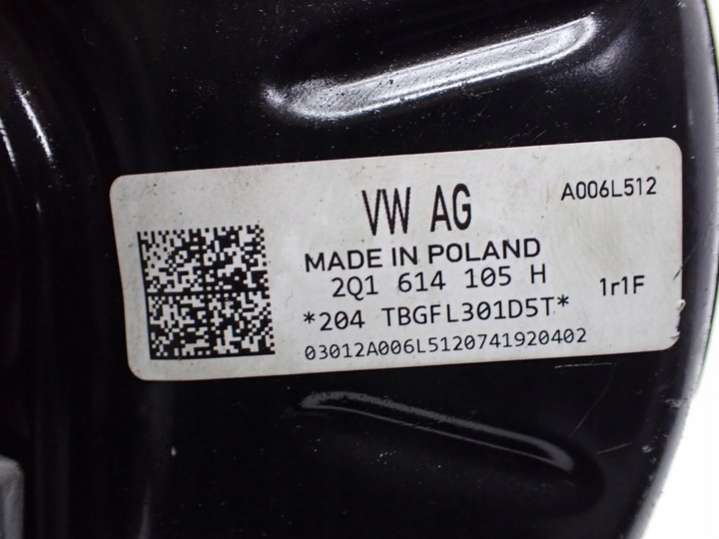 VW AG
A006L512
MADE IN POLAND
2Q1 614 105 H
1r1F
*204 TBGFL301D5T*
03012A006L5120741920402